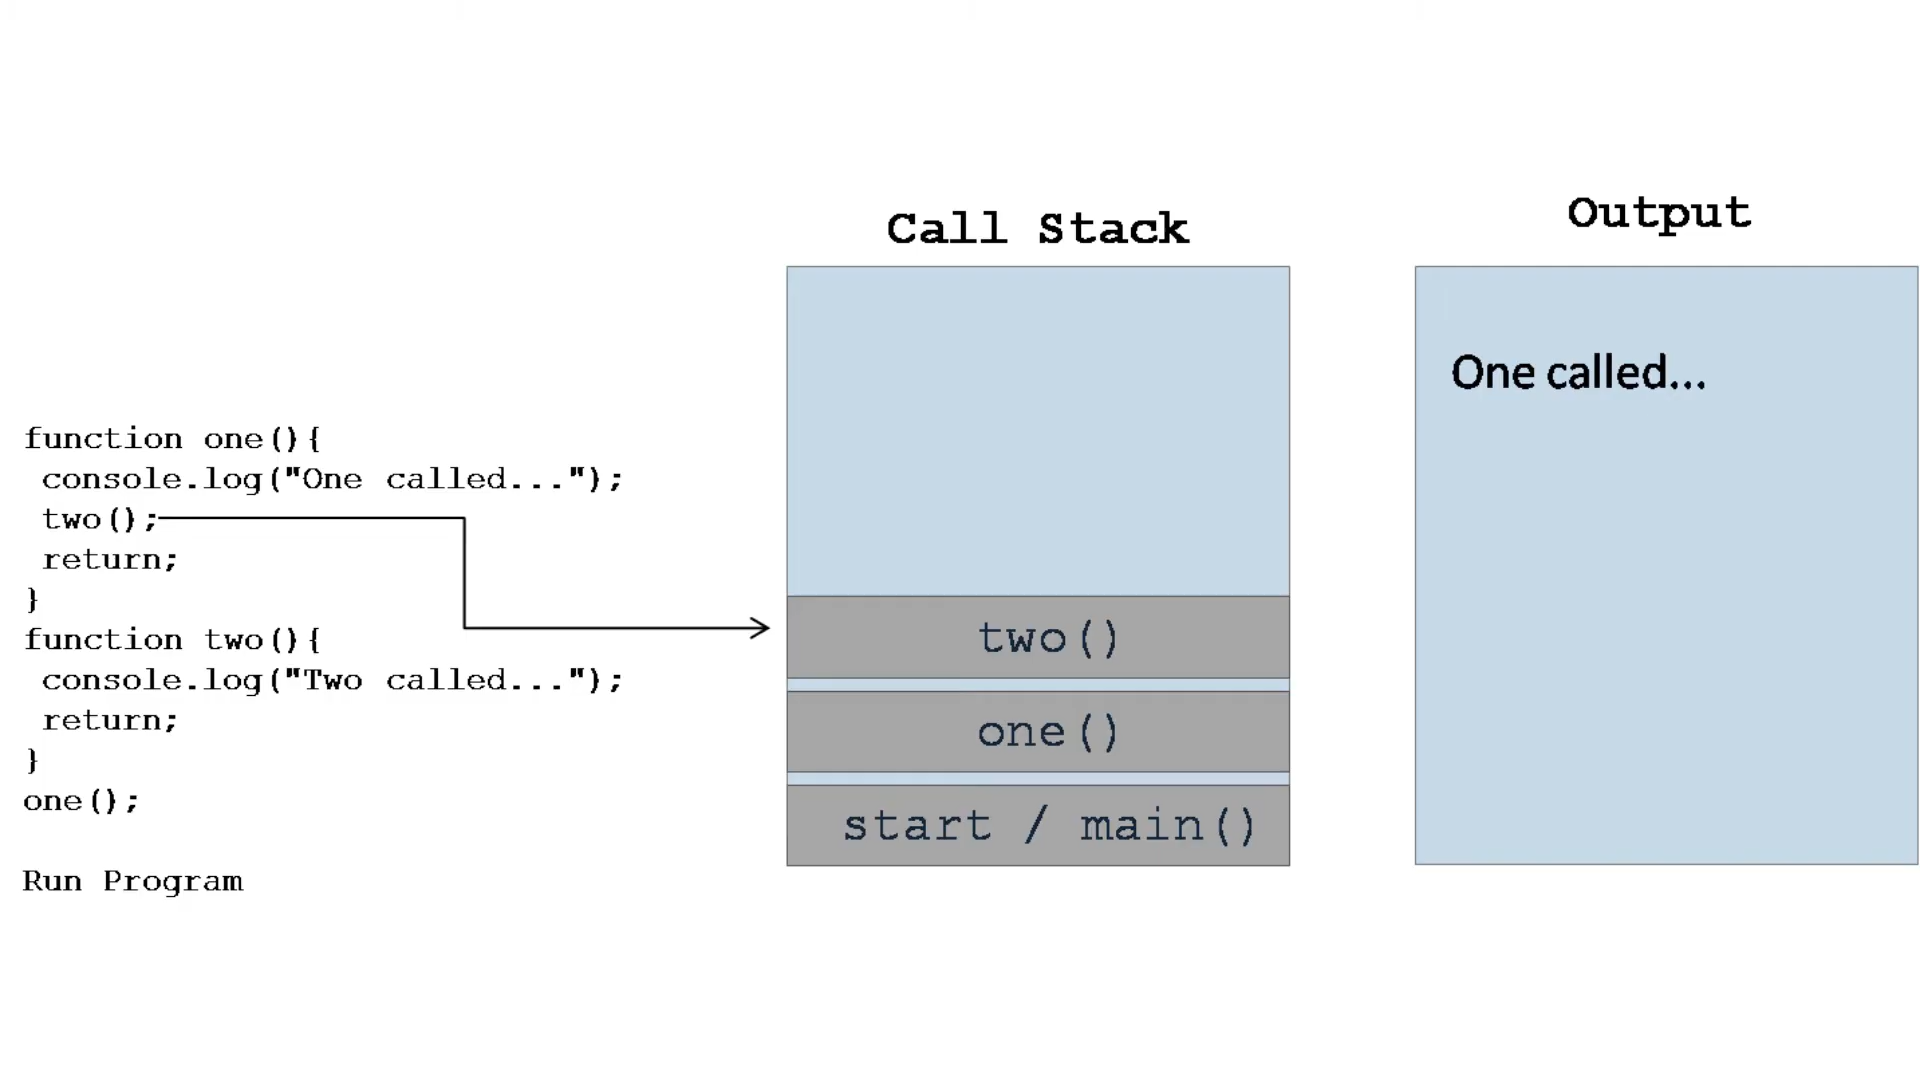 Call Stack
Output
One called...
function one(){
console.log("One called...");
two();
return;
}
function two(){
console.log("Two called...");
return;
}
one();
Run Program
two()
one()
start / main()